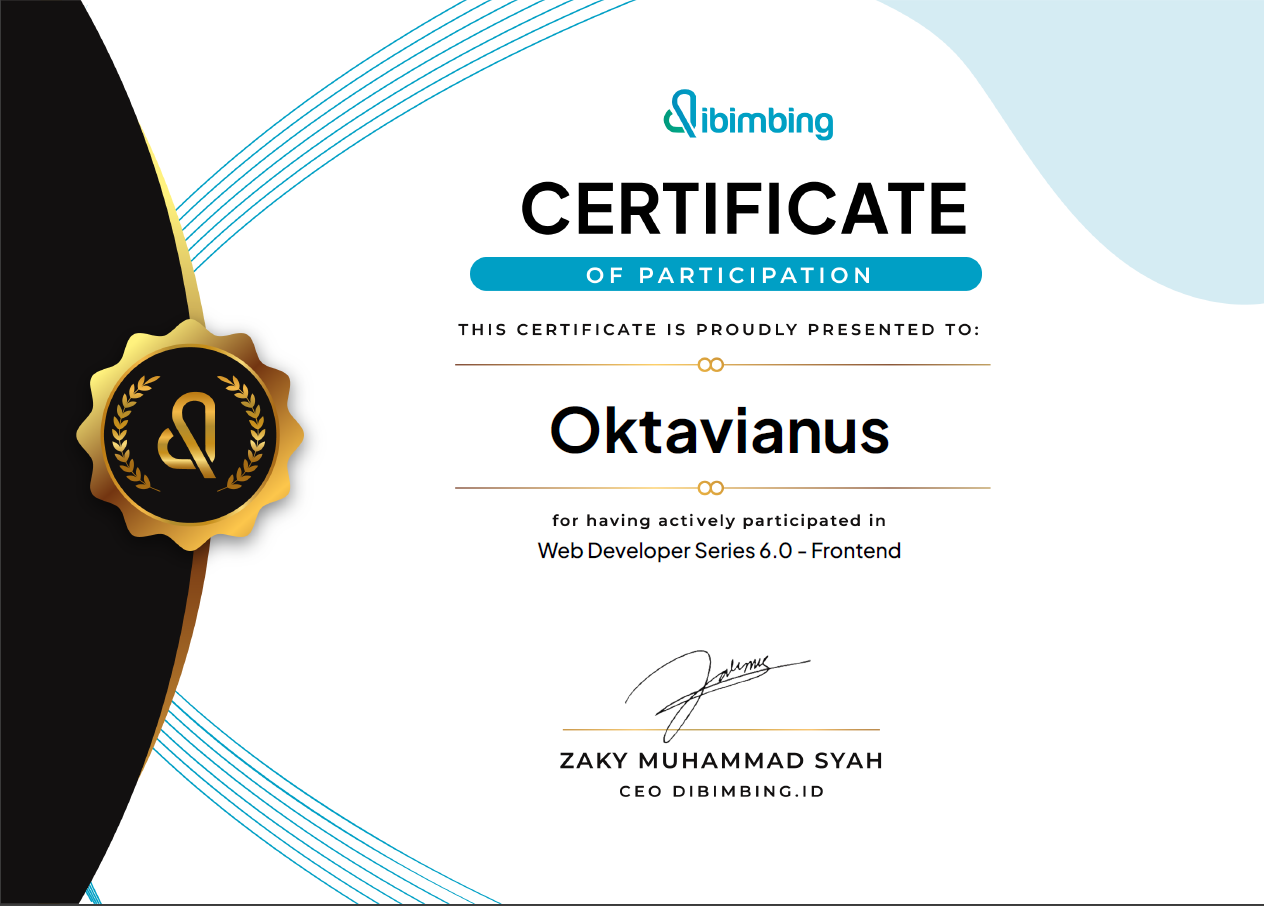 dibimbing
CERTIFICATE
OF PARTICIPATION
THIS CERTIFICATE IS PROUDLY PRESENTED TO:
Oktavianus
for having actively participated in
Web Developer Series 6.0 - Frontend
ZAKY MUHAMMAD SYAH
CEO DIBIMBING.ID